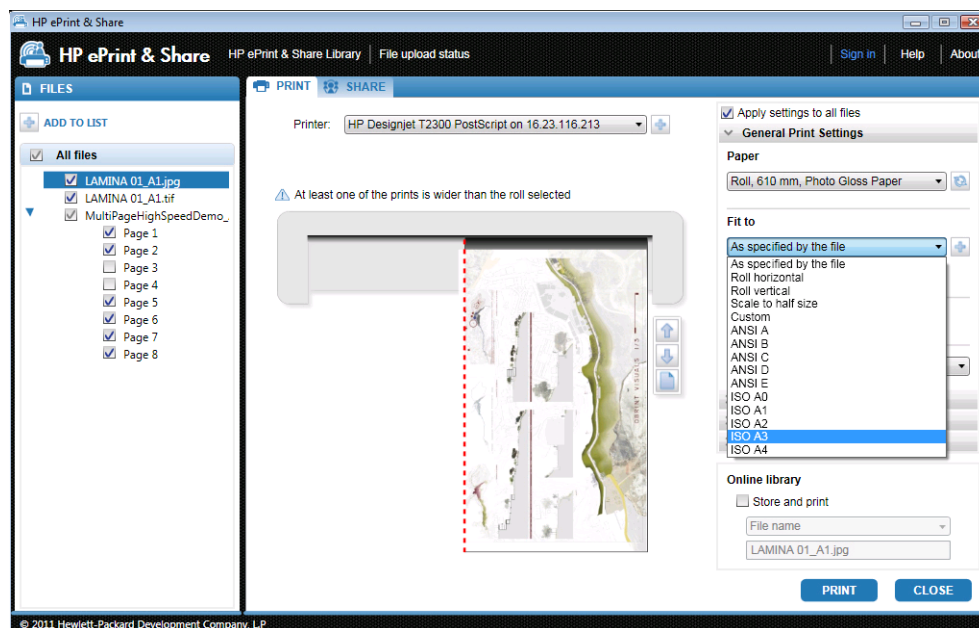 HP ePrint & Share
HP ePrint & Share
HP ePrint & Share Library
File upload status
Sign in
Help
About
FILES
PRINT
SHARE
ADD TO LIST
All files
LAMINA 01_A1.jpg
LAMINA 01_A1.tif
MultiPageHighSpeedDemo_
Page 1
Page 2
Page 3
Page 4
Page 5
Page 6
Page 7
Page 8
Printer:
HP Designjet T2300 PostScript on 16.23.116.213
At least one of the prints is wider than the roll selected
OBRINT VISUALS 1/3
Apply settings to all files
General Print Settings
Paper
Roll, 610 mm, Photo Gloss Paper
Fit to
As specified by the file
As specified by the file
Roll horizontal
Roll vertical
Scale to half size
Custom
ANSI A
ANSI B
ANSI C
ANSI D
ANSI E
ISO A0
ISO A1
ISO A2
ISO A3
ISO A4
Online library
Store and print
File name
LAMINA 01_A1.jpg
PRINT
CLOSE
© 2011 Hewlett-Packard Development Company, L.P